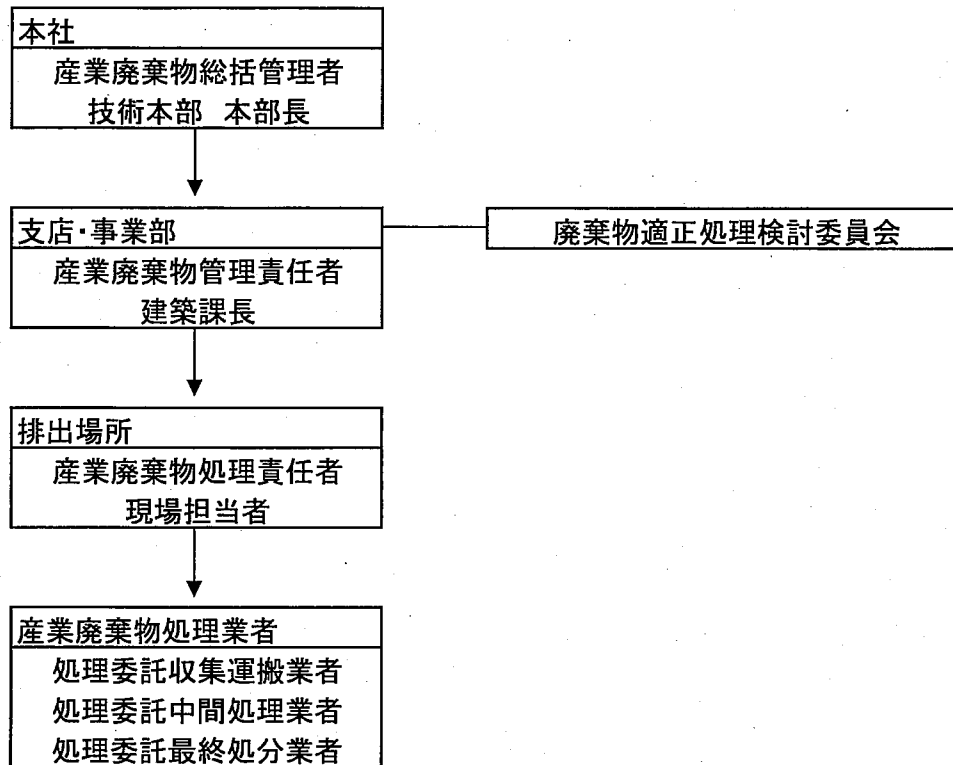 本社
産業廃棄物総括管理者
技術本部 本部長
支店・事業部
廃棄物適正処理検討委員会
産業廃棄物管理責任者
建築課長
排出場所
産業廃棄物処理責任者
現場担当者
産業廃棄物処理業者
処理委託収集運搬業者
処理委託中間処理業者
処理委託最終処分業者